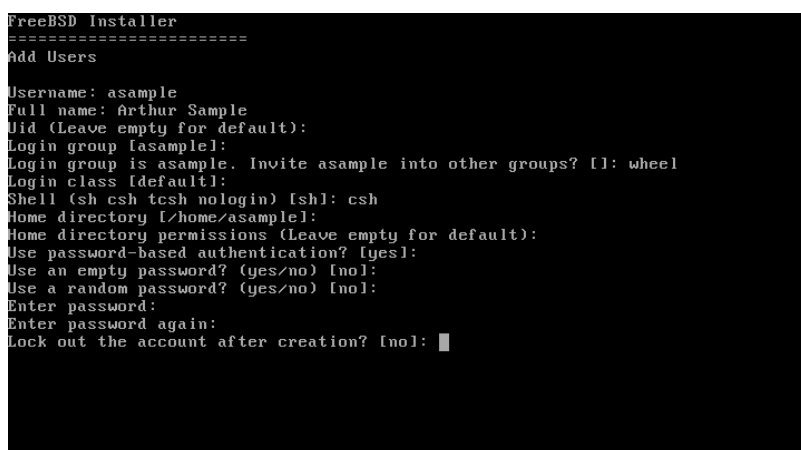 FreeBSD Installer
========================
Add Users
Username: asample
Full name: Arthur Sample
Uid (Leave empty for default):
Login group [asample]:
Login group is asample. Invite asample into other groups? []: wheel
Login class [default]:
Shell (sh csh tcsh nologin) [sh]: csh
Home directory [/home/asample]:
Home directory permissions (Leave empty for default):
Use password-based authentication? [yes]:
Use an empty password? (yes/no) [no]:
Use a random password? (yes/no) [no]:
Enter password:
Enter password again:
Lock out the account after creation? [no]: